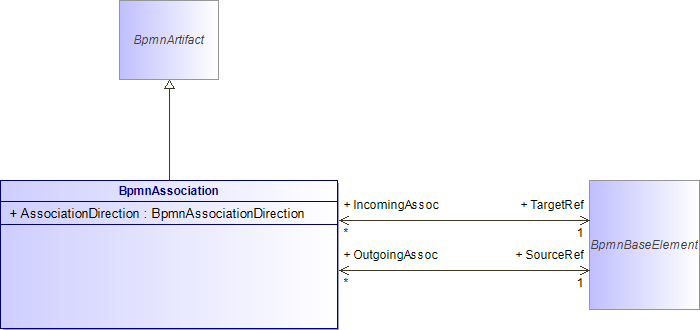 BpmnArtifact
BpmnAssociation
+ AssociationDirection : BpmnAssociationDirection
+ IncomingAssoc
+ TargetRef
*
1
+ OutgoingAssoc
+ SourceRef
*
1
BpmnBaseElement